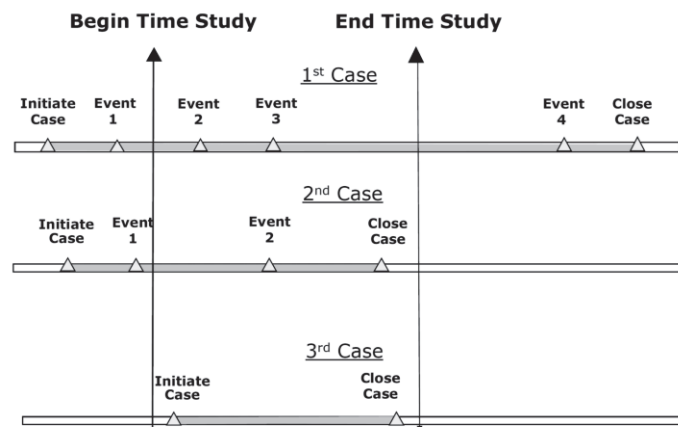 Begin Time Study End Time Study
1st Case
Initiate Case
Event 1
Event 2
Event 3
Event 4
Close Case
2nd Case
Initiate Case
Event 1
Event 2
Close Case
3rd Case
Initiate Case
Close Case